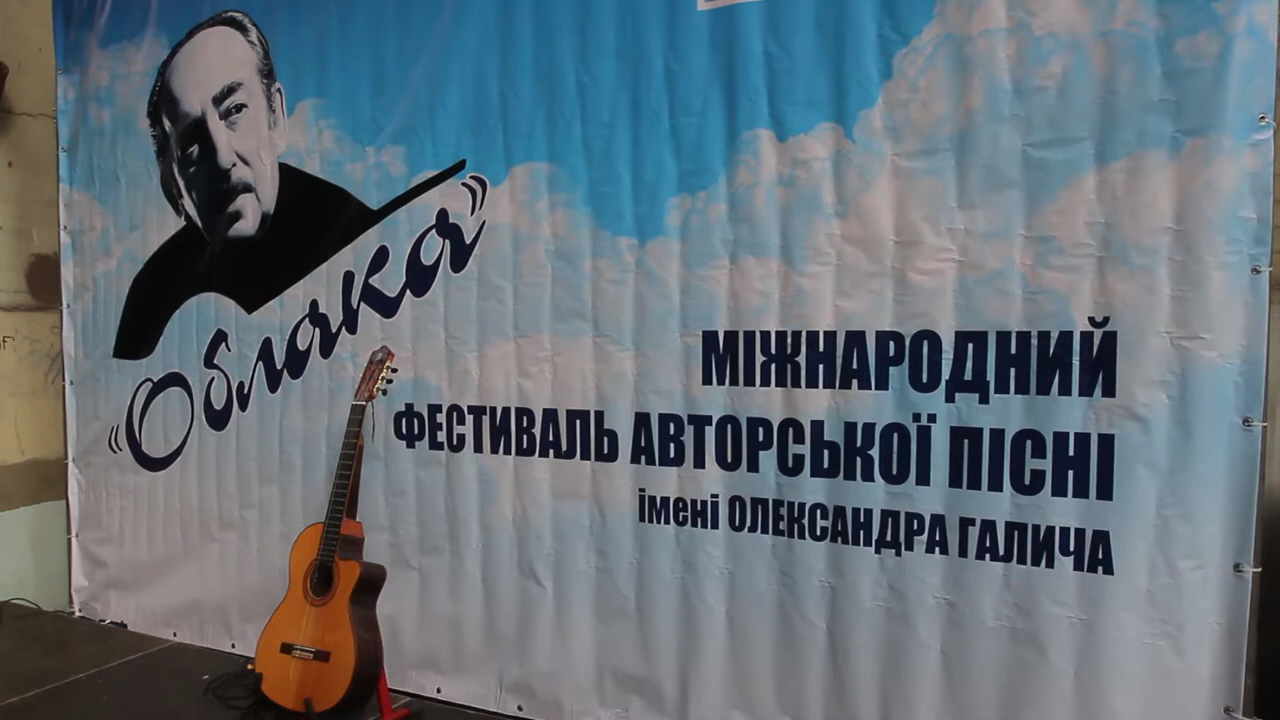 "Облака"
МІЖНАРОДНИЙ
ФЕСТИВАЛЬ АВТОРСЬКОЇ ПІСНІ
імені ОЛЕКСАНДРА ГАЛИЧА